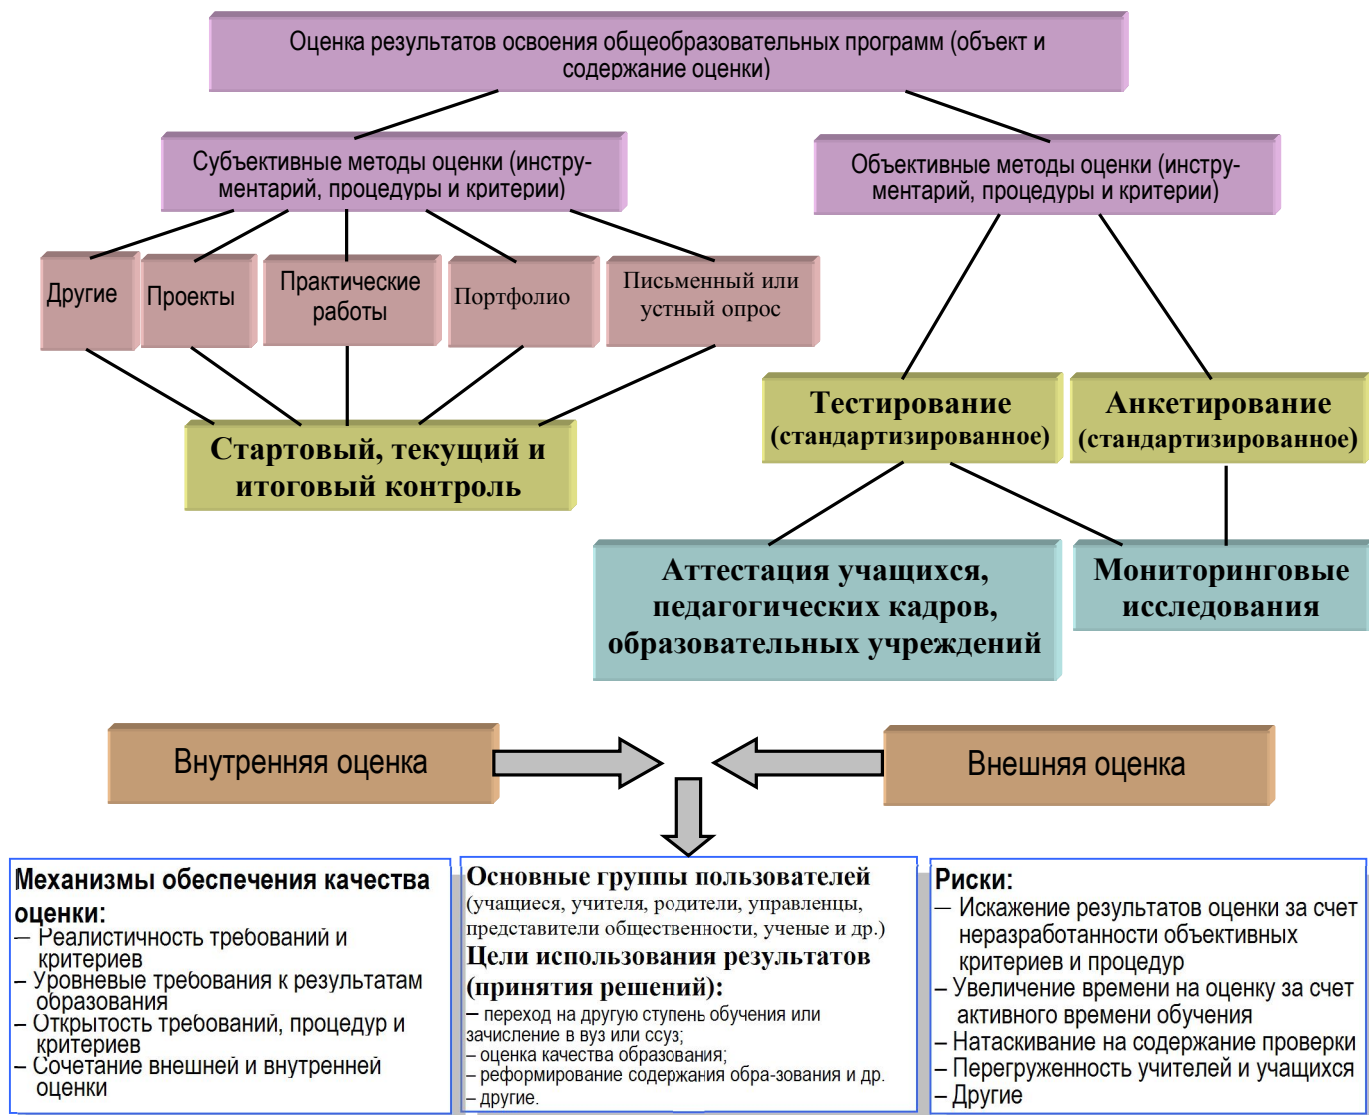 Оценка результатов освоения общеобразовательных программ (объект и
содержание оценки)
Субъективные методы оценки (инстру-
ментарий, процедуры и критерии)
Объективные методы оценки (инстру-
ментарий, процедуры и критерии)
Другие
Проекты
Практические
работы
Портфолио
Письменный или
устный опрос
Тестирование
(стандартизированное)
Анкетирование
(стандартизированное)
Стартовый, текущий и
итоговый контроль
Аттестация учащихся,
педагогических кадров,
образовательных учреждений
Мониторинговые
исследования
Внутренняя оценка
Внешняя оценка
Механизмы обеспечения качества
оценки:
– Реалистичность требований и
критериев
– Уровневые требования к результатам
образования
– Открытость требований, процедур и
критериев
– Сочетание внешней и внутренней
оценки
Основные группы пользователей
(учащиеся, учителя, родители, управленцы,
представители общественности, ученые и др.)
Цели использования результатов
(принятия решений):
– переход на другую ступень обучения или
зачисление в вуз или ссуз;
– оценка качества образования;
– реформирование содержания обра-зования и др.
– другие.
Риски:
– Искажение результатов оценки за счет
неразработанности объективных
критериев и процедур
– Увеличение времени на оценку за счет
активного времени обучения
– Натаскивание на содержание проверки
– Перегруженность учителей и учащихся
– Другие